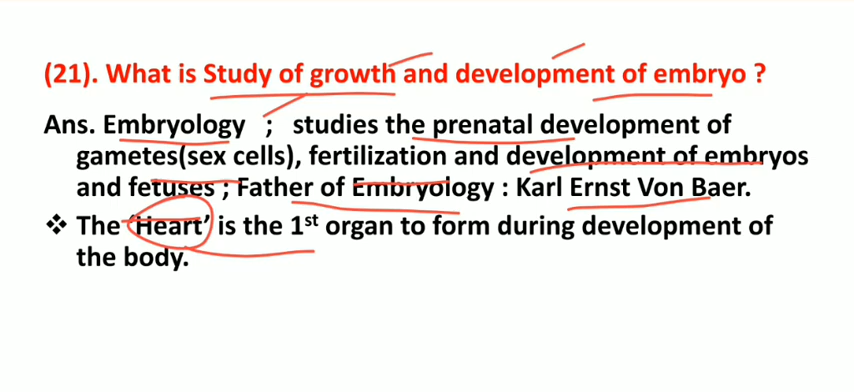 (21). What is Study of growth and development of embryo ?
Ans. Embryology ; studies the prenatal development of
gametes(sex cells), fertilization and development of embryos
and fetuses ; Father of Embryology : Karl Ernst Von Baer.
❖ The ‘Heart’ is the 1st organ to form during development of
the body.